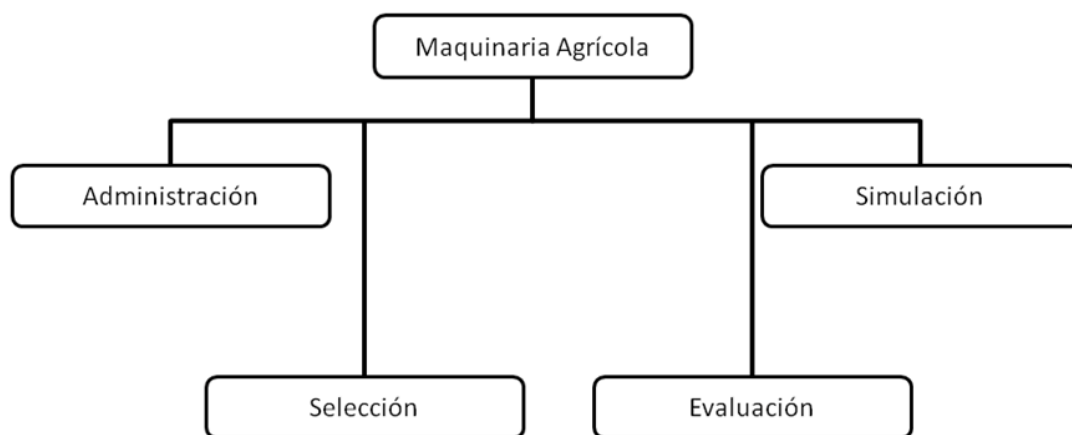 Maquinaria Agrícola
Administración
Simulación
Selección
Evaluación